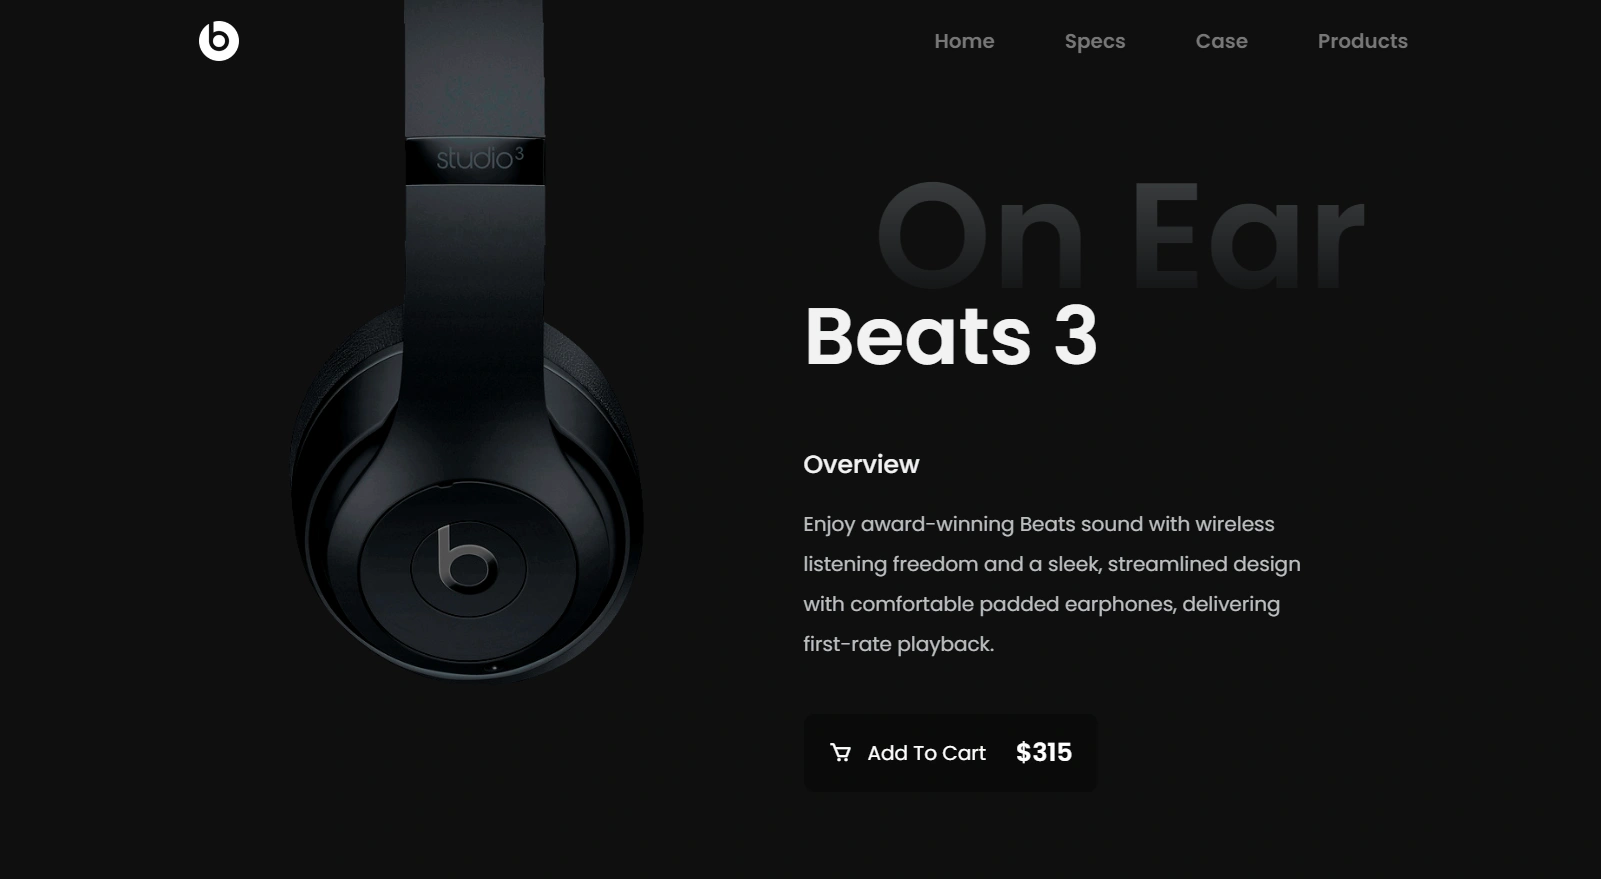 Home
Specs
Case
Products
studio³
On Ear
Beats 3
Overview
Enjoy award-winning Beats sound with wireless
listening freedom and a sleek, streamlined design
with comfortable padded earphones, delivering
first-rate playback.
Add To Cart $315